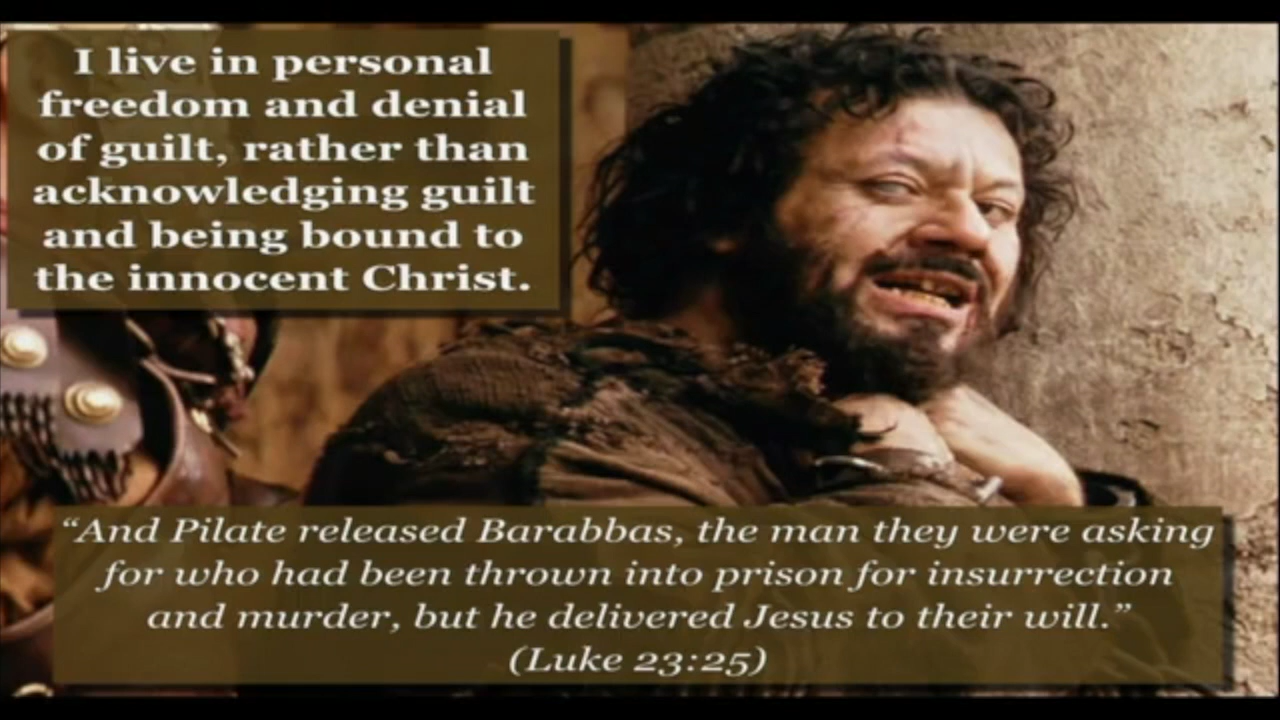 I live in personal
freedom and denial
of guilt, rather than
acknowledging guilt
and being bound to
the innocent Christ.
“And Pilate released Barabbas, the man they were asking
for who had been thrown into prison for insurrection
and murder, but he delivered Jesus to their will.”
(Luke 23:25)